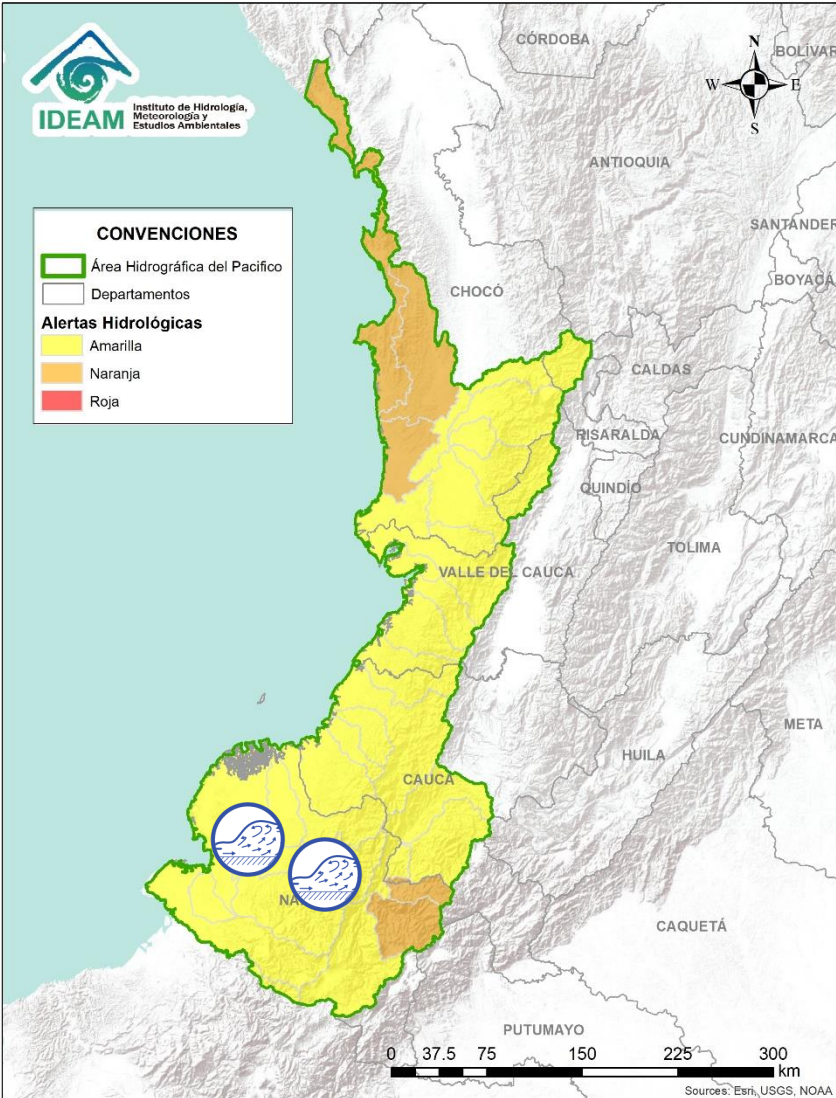 IDEAM
Instituto de Hidrología,
Meteorología y
Estudios Ambientales
CÓRDOBA
BOLÍVAR
N
W
E
S
ANTIOQUIA
SANTANDER
BOYACÁ
CHOCÓ
CALDAS
RISARALDA
CUNDINAMARCA
QUINDÍO
TOLIMA
VALLE DEL CAUCA
META
HUILA
CAUCA
NA
CAQUETÁ
PUTUMAYO
CONVENCIONES
Área Hidrográfica del Pacifico
Departamentos
Alertas Hidrológicas
Amarilla
Naranja
Roja
0 37.5 75 150 225 300
km
Sources: Esri, USGS, NOAA